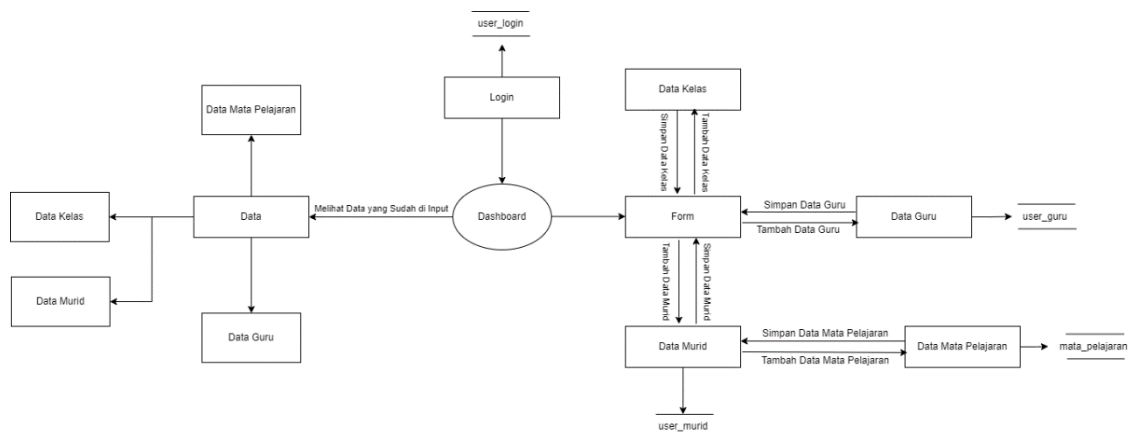 user_login
Login
Data Kelas
Data Mata Pelajaran
Simpan Data Kelas
Tambah Data Kelas
Data Kelas
Data
Melihat Data yang Sudah di Input
Dashboard
Form
Simpan Data Guru
Tambah Data Guru
Data Guru
user_guru
Data Murid
Tambah Data Murid
Simpan Data Murid
Data Guru
Data Murid
Simpan Data Mata Pelajaran
Tambah Data Mata Pelajaran
Data Mata Pelajaran
mata_pelajaran
user_murid